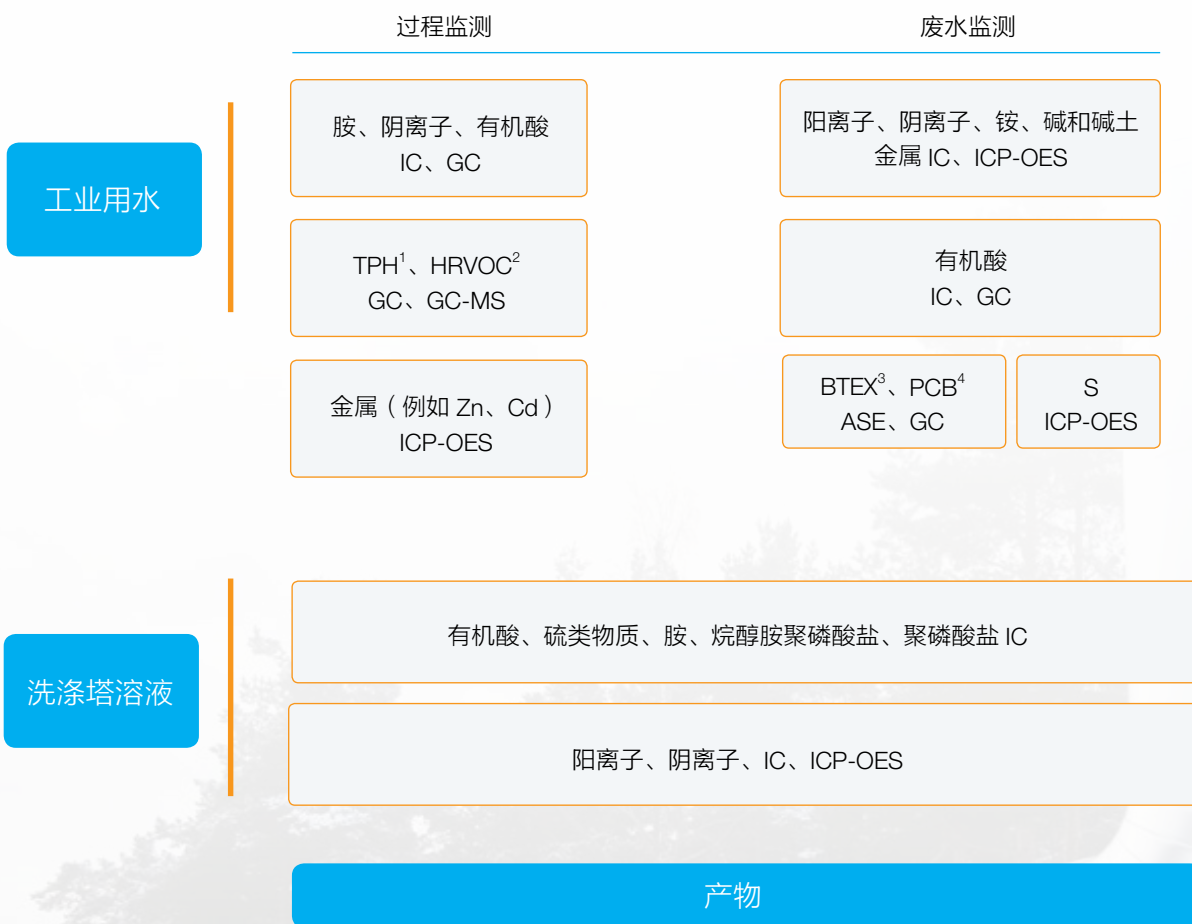 过程监测
废水监测
工业用水
胺、阴离子、有机酸
IC、GC
阳离子、阴离子、铵、碱和碱土
金属 IC、ICP-OES
TPH¹、HRVOC²
GC、GC-MS
有机酸
IC、GC
金属（例如 Zn、Cd）
ICP-OES
BTEX³、PCB⁴
ASE、GC
S
ICP-OES
洗涤塔溶液
有机酸、硫类物质、胺、烷醇胺聚磷酸盐、聚磷酸盐 IC
阳离子、阴离子、IC、ICP-OES
产物